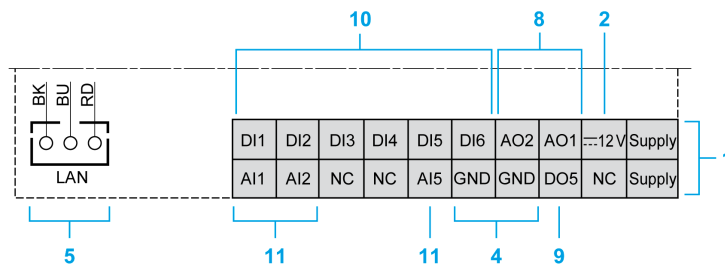 10 8 2
BK BU RD
DI1 DI2 DI3 DI4 DI5 DI6 AO2 AO1 ⎓12 V Supply
AI1 AI2 NC NC AI5 GND GND DO5 NC Supply
LAN
5 11 11 4 9